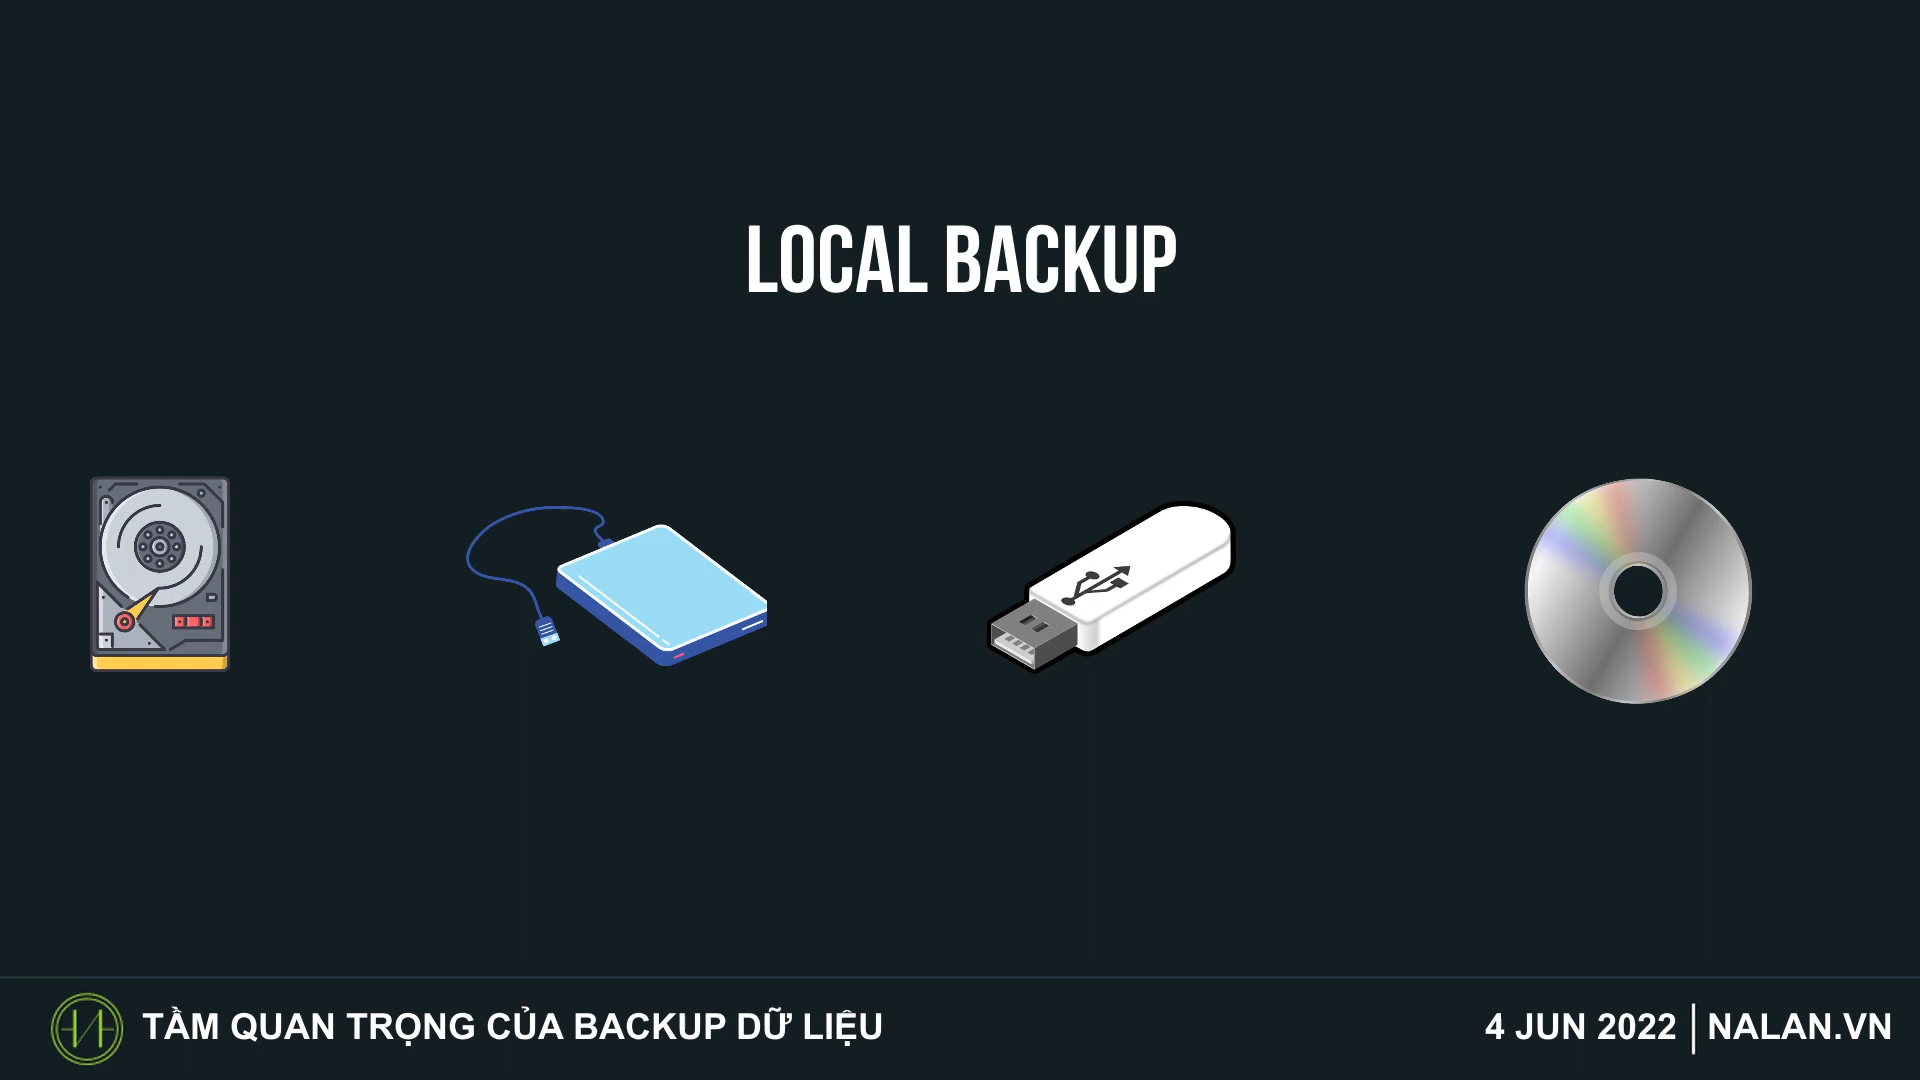 LOCAL BACKUP
TẦM QUAN TRỌNG CỦA BACKUP DỮ LIỆU
4 JUN 2022 | NALAN.VN